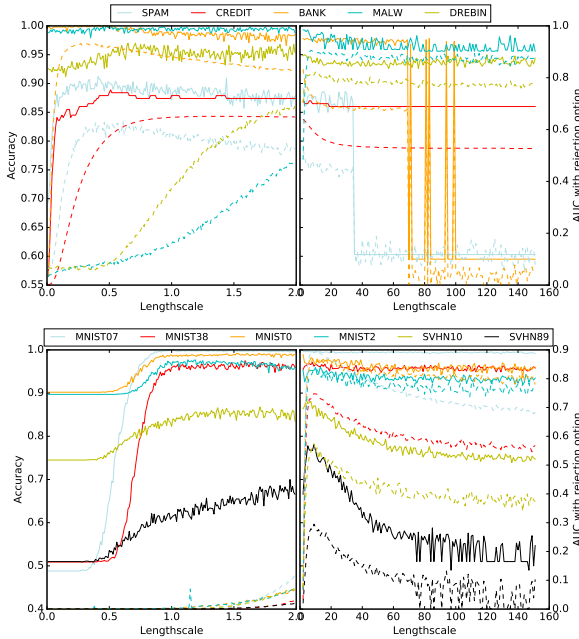 SPAM CREDIT BANK MALW DREBIN
1.00 0.95 0.90 0.85 0.80 0.75 0.70 0.65 0.60 0.55
Accuracy
0.0 0.5 1.0 1.5 2.0
Lengthscale
0 20 40 60 80 100 120 140 160
Lengthscale
1.0 0.8 0.6 0.4 0.2 0.0
AUC with rejection option
MNIST07 MNIST38 MNIST0 MNIST2 SVHN10 SVHN89
1.0 0.9 0.8 0.7 0.6 0.5 0.4
Accuracy
0.0 0.5 1.0 1.5 2.0
Lengthscale
0 20 40 60 80 100 120 140 160
Lengthscale
0.9 0.8 0.7 0.6 0.5 0.4 0.3 0.2 0.1 0.0
AUC with rejection option